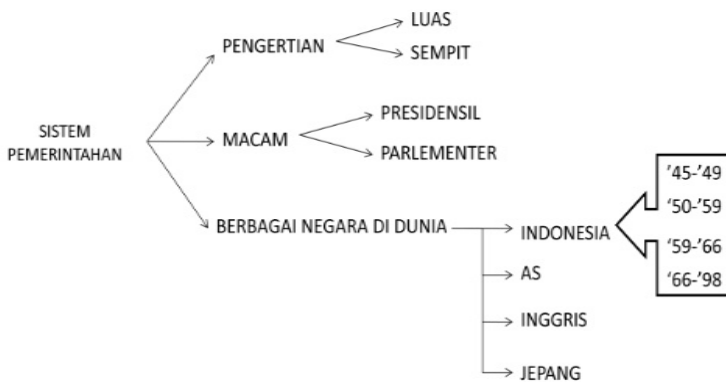 SISTEM
PEMERINTAHAN
PENGERTIAN
LUAS
SEMPIT
MACAM
PRESIDENSIL
PARLEMENTER
BERBAGAI NEGARA DI DUNIA
INDONESIA
AS
INGGRIS
JEPANG
'45-'49
'50-'59
'59-'66
'66-'98